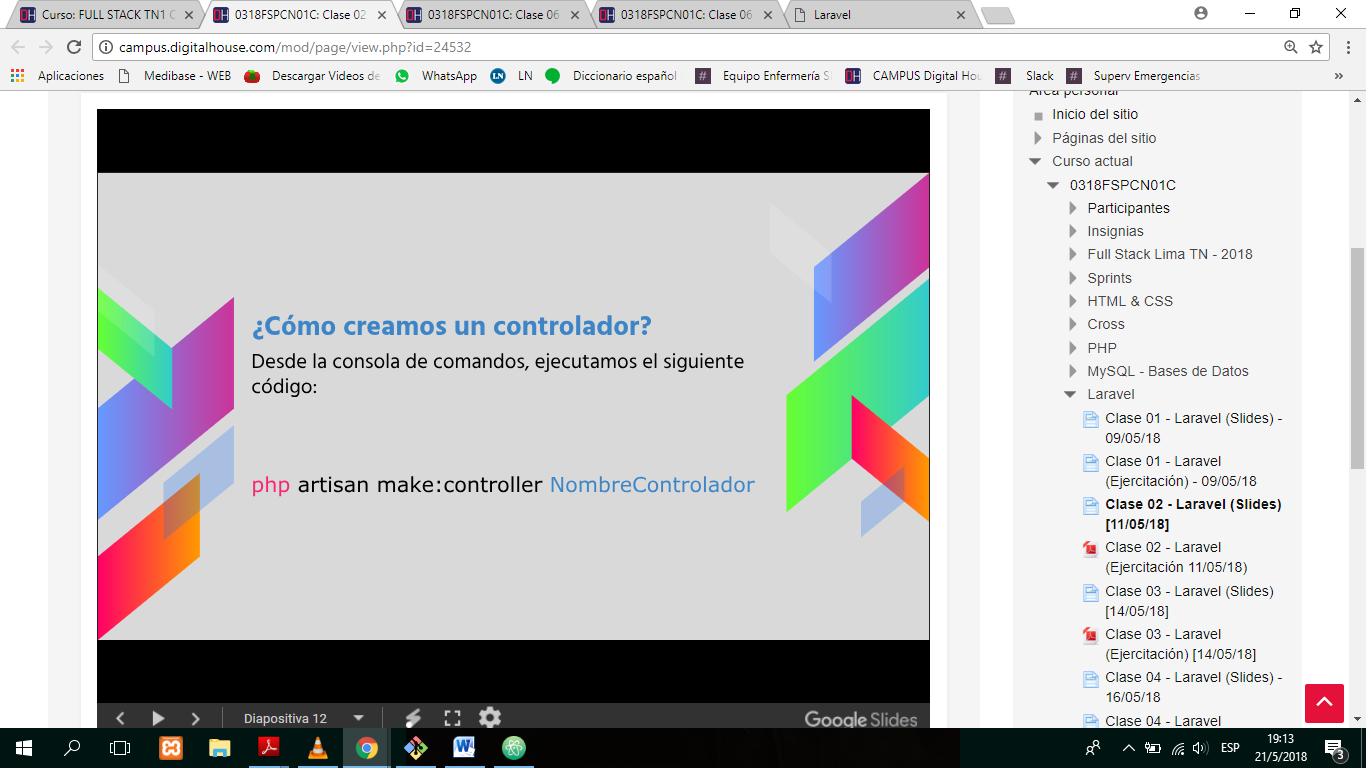 Curso: FULL STACK TN1 C
0318FSPCN01C: Clase 02
0318FSPCN01C: Clase 06
0318FSPCN01C: Clase 06
Laravel
campus.digitalhouse.com/mod/page/view.php?id=24532
Aplicaciones
Medibase - WEB
Descargar Videos de
WhatsApp
LN
LN
Diccionario español
Equipo Enfermería S
CAMPUS Digital Hou
Slack
Superv Emergencias
»
¿Cómo creamos un controlador?
Desde la consola de comandos, ejecutamos el siguiente
código:
php artisan make:controller NombreControlador
Diapositiva 12
Google Slides
Área personal
Inicio del sitio
Páginas del sitio
Curso actual
0318FSPCN01C
Participantes
Insignias
Full Stack Lima TN - 2018
Sprints
HTML & CSS
Cross
PHP
MySQL - Bases de Datos
Laravel
Clase 01 - Laravel (Slides) -
09/05/18
Clase 01 - Laravel
(Ejercitación) - 09/05/18
Clase 02 - Laravel (Slides)
[11/05/18]
Clase 02 - Laravel
(Ejercitación 11/05/18)
Clase 03 - Laravel (Slides)
[14/05/18]
Clase 03 - Laravel
(Ejercitación) [14/05/18]
Clase 04 - Laravel (Slides) -
16/05/18
Clase 04 - Laravel
ESP
19:13
21/5/2018
3